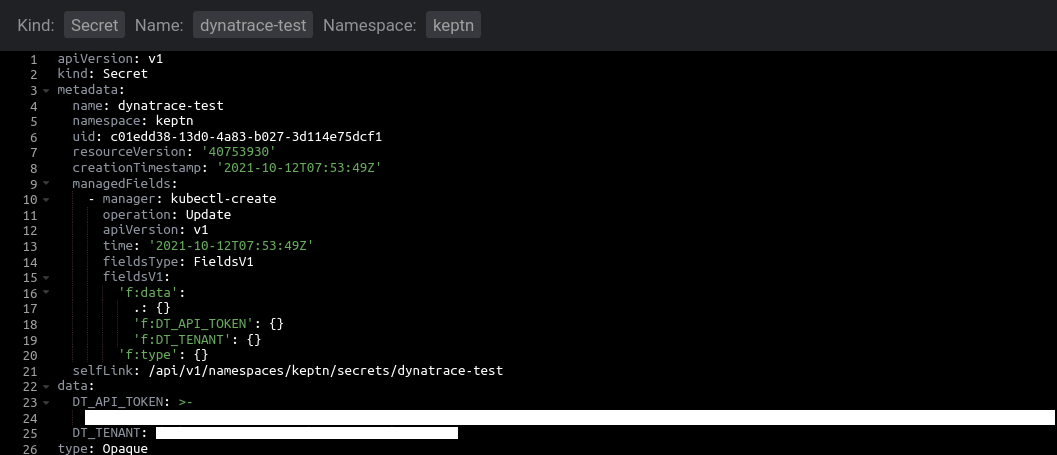 Kind: Secret Name: dynatrace-test Namespace: keptn
1 apiVersion: v1
2 kind: Secret
3 metadata:
4   name: dynatrace-test
5   namespace: keptn
6   uid: c01edd38-13d0-4a83-b027-3d114e75dcf1
7   resourceVersion: '40753930'
8   creationTimestamp: '2021-10-12T07:53:49Z'
9   managedFields:
10     - manager: kubectl-create
11       operation: Update
12       apiVersion: v1
13       time: '2021-10-12T07:53:49Z'
14       fieldsType: FieldsV1
15       fieldsV1:
16         'f:data':
17           .: {}
18           'f:DT_API_TOKEN': {}
19           'f:DT_TENANT': {}
20         'f:type': {}
21   selfLink: /api/v1/namespaces/keptn/secrets/dynatrace-test
22 data:
23   DT_API_TOKEN: >-
24
25   DT_TENANT:
26 type: Opaque